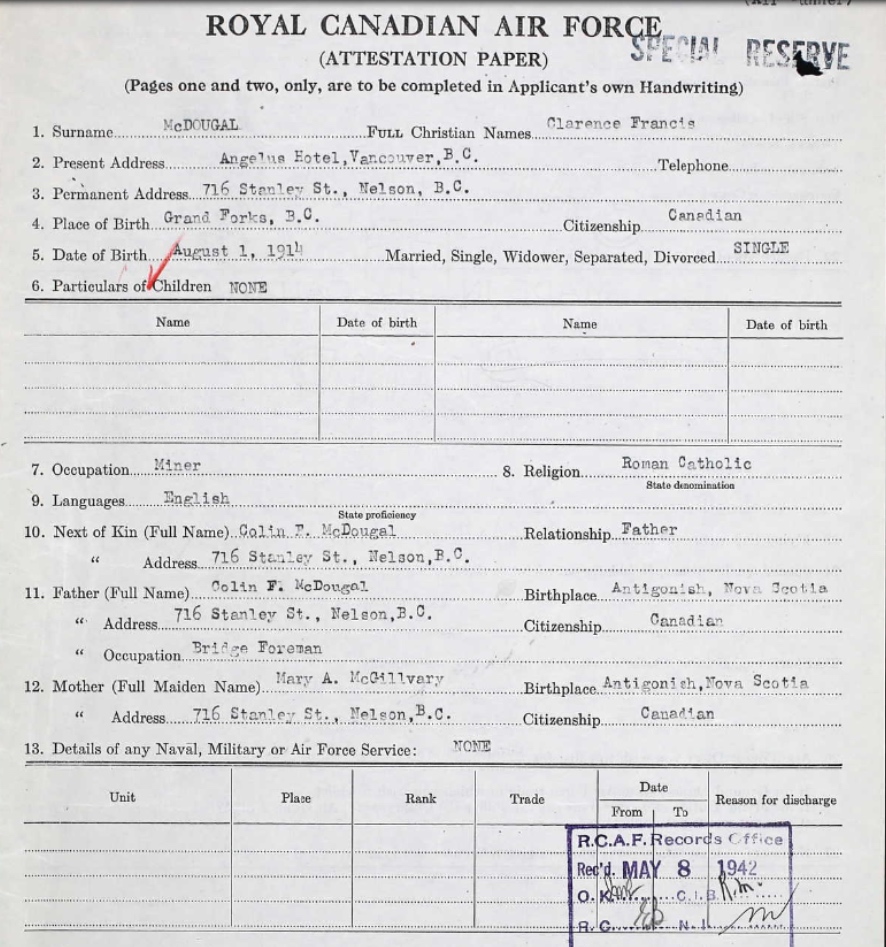 ROYAL CANADIAN AIR FORCE
SPECIAL RESERVE
(ATTESTATION PAPER)
(Pages one and two, only, are to be completed in Applicant's own Handwriting)
1. Surname McDOUGAL FULL Christian Names Clarence Francis
2. Present Address Angelus Hotel, Vancouver, B.C. Telephone
3. Permanent Address 716 Stanley St., Nelson, B.C.
4. Place of Birth Grand Forks, B.C. Citizenship Canadian
5. Date of Birth August 1, 1914 Married, Single, Widower, Separated, Divorced SINGLE
6. Particulars of Children NONE
Name Date of birth Name Date of birth
7. Occupation Miner 8. Religion Roman Catholic
State denomination
9. Languages English
State proficiency
10. Next of Kin (Full Name) Colin F. McDougal Relationship Father
" Address 716 Stanley St., Nelson, B.C.
11. Father (Full Name) Colin F. McDougal Birthplace Antigonish, Nova Scotia
" Address 716 Stanley St., Nelson, B.C. Citizenship Canadian
" Occupation Bridge Foreman
12. Mother (Full Maiden Name) Mary A. McGillvary Birthplace Antigonish, Nova Scotia
" Address 716 Stanley St., Nelson, B.C. Citizenship Canadian
13. Details of any Naval, Military or Air Force Service: NONE
Unit Place Rank Trade Date Reason for discharge
From To
R.C.A.F. Records Office
Rec'd. MAY 8 1942
O.K. C.I.B. R.M.
R.C. N.I.